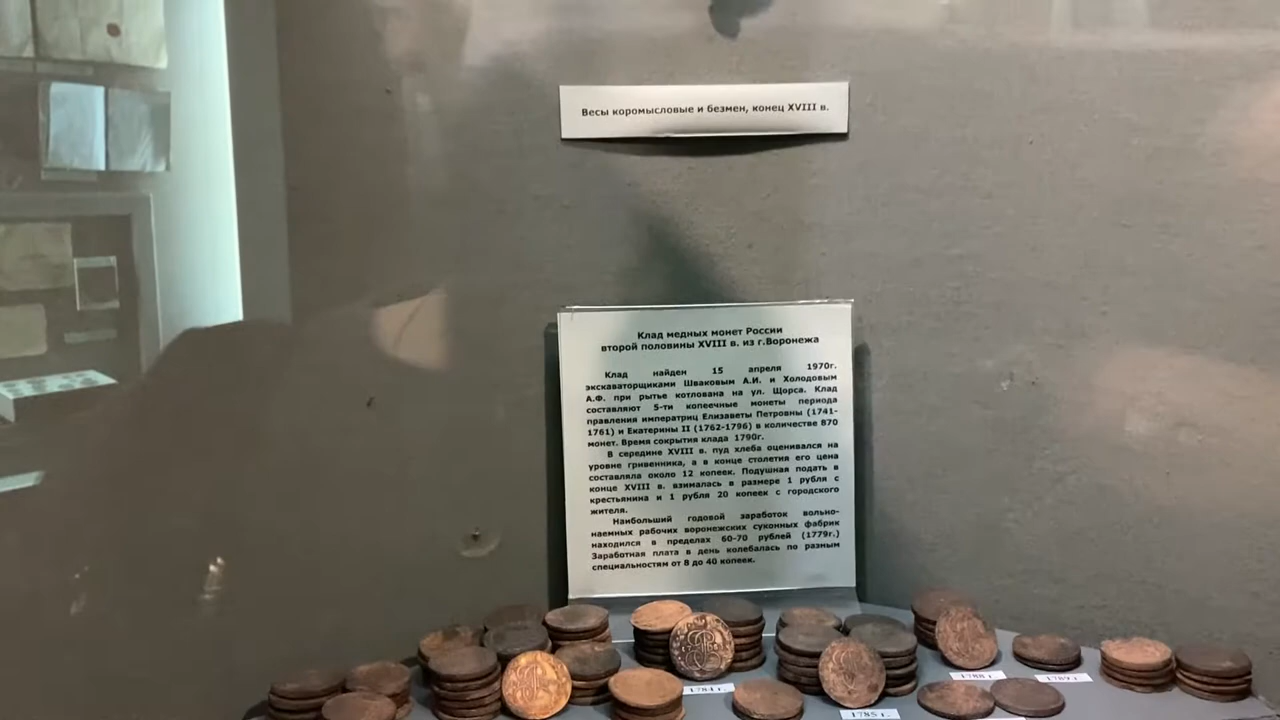 Весы коромысловые и безмен, конец XVIII в.
Клад медных монет России
второй половины XVIII в. из г.Воронежа
Клад найден 15 апреля 1970г.
экскаваторщиками Шваковым А.И. и Холодовым
А.Ф. при рытье котлована на ул. Щорса. Клад
составляют 5-ти копеечные монеты периода
правления императриц Елизаветы Петровны (1741-
1761) и Екатерины II (1762-1796) в количестве 870
монет. Время сокрытия клада 1790г.
В середине XVIII в. пуд хлеба оценивался на
уровне гривенника, а в конце столетия его цена
составляла около 12 копеек. Подушная подать в
конце XVIII в. взималась в размере 1 рубля с
крестьянина и 1 рубля 20 копеек с городского
жителя.
Наибольший годовой заработок вольно-
наемных рабочих воронежских суконных фабрик
находился в пределах 60-70 рублей (1779г.)
Заработная плата в день колебалась по разным
специальностям от 8 до 40 копеек.
1784 г.
1785 г.
1788 г.
1789 г.